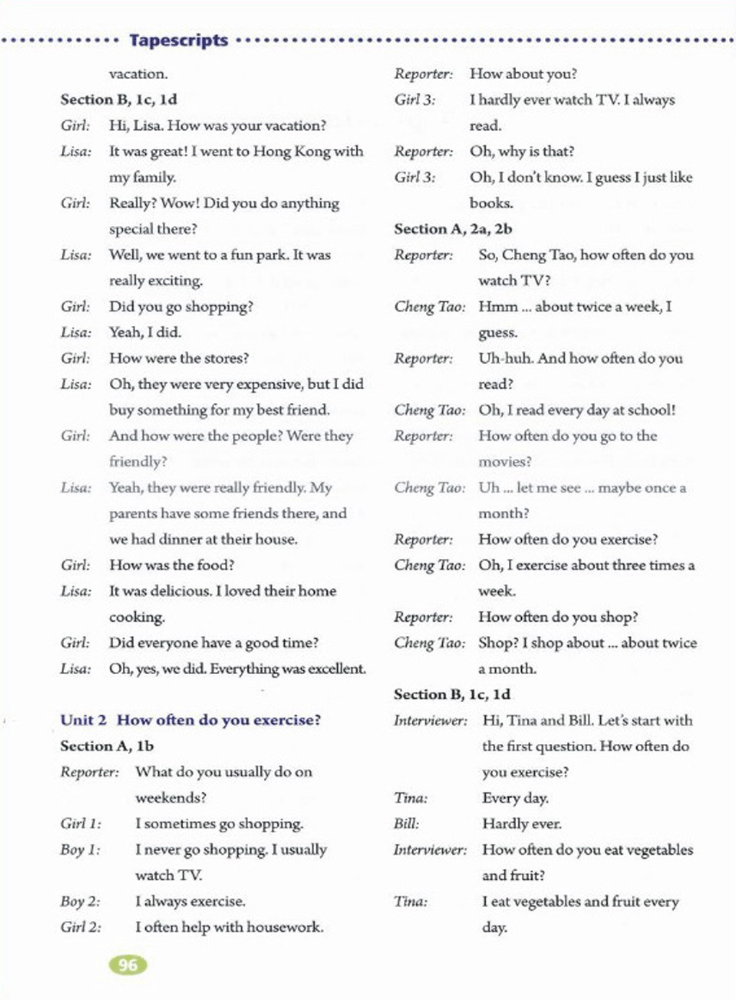 Tapescripts
vacation.
Section B, 1c, 1d
Girl: Hi, Lisa. How was your vacation?
Lisa: It was great! I went to Hong Kong with
my family.
Girl: Really? Wow! Did you do anything
special there?
Lisa: Well, we went to a fun park. It was
really exciting.
Girl: Did you go shopping?
Lisa: Yeah, I did.
Girl: How were the stores?
Lisa: Oh, they were very expensive, but I did
buy something for my best friend.
Girl: And how were the people? Were they
friendly?
Lisa: Yeah, they were really friendly. My
parents have some friends there, and
we had dinner at their house.
Girl: How was the food?
Lisa: It was delicious. I loved their home
cooking.
Girl: Did everyone have a good time?
Lisa: Oh, yes, we did. Everything was excellent.
Unit 2 How often do you exercise?
Section A, 1b
Reporter: What do you usually do on
weekends?
Girl 1: I sometimes go shopping.
Boy 1: I never go shopping. I usually
watch TV.
Boy 2: I always exercise.
Girl 2: I often help with housework.
Reporter: How about you?
Girl 3: I hardly ever watch TV. I always
read.
Reporter: Oh, why is that?
Girl 3: Oh, I don't know. I guess I just like
books.
Section A, 2a, 2b
Reporter: So, Cheng Tao, how often do you
watch TV?
Cheng Tao: Hmm ... about twice a week, I
guess.
Reporter: Uh-huh. And how often do you
read?
Cheng Tao: Oh, I read every day at school!
Reporter: How often do you go to the
movies?
Cheng Tao: Uh ... let me see ... maybe once a
month?
Reporter: How often do you exercise?
Cheng Tao: Oh, I exercise about three times a
week.
Reporter: How often do you shop?
Cheng Tao: Shop? I shop about ... about twice
a month.
Section B, 1c, 1d
Interviewer: Hi, Tina and Bill. Let's start with
the first question. How often do
you exercise?
Tina: Every day.
Bill: Hardly ever.
Interviewer: How often do you eat vegetables
and fruit?
Tina: I eat vegetables and fruit every
day.
96